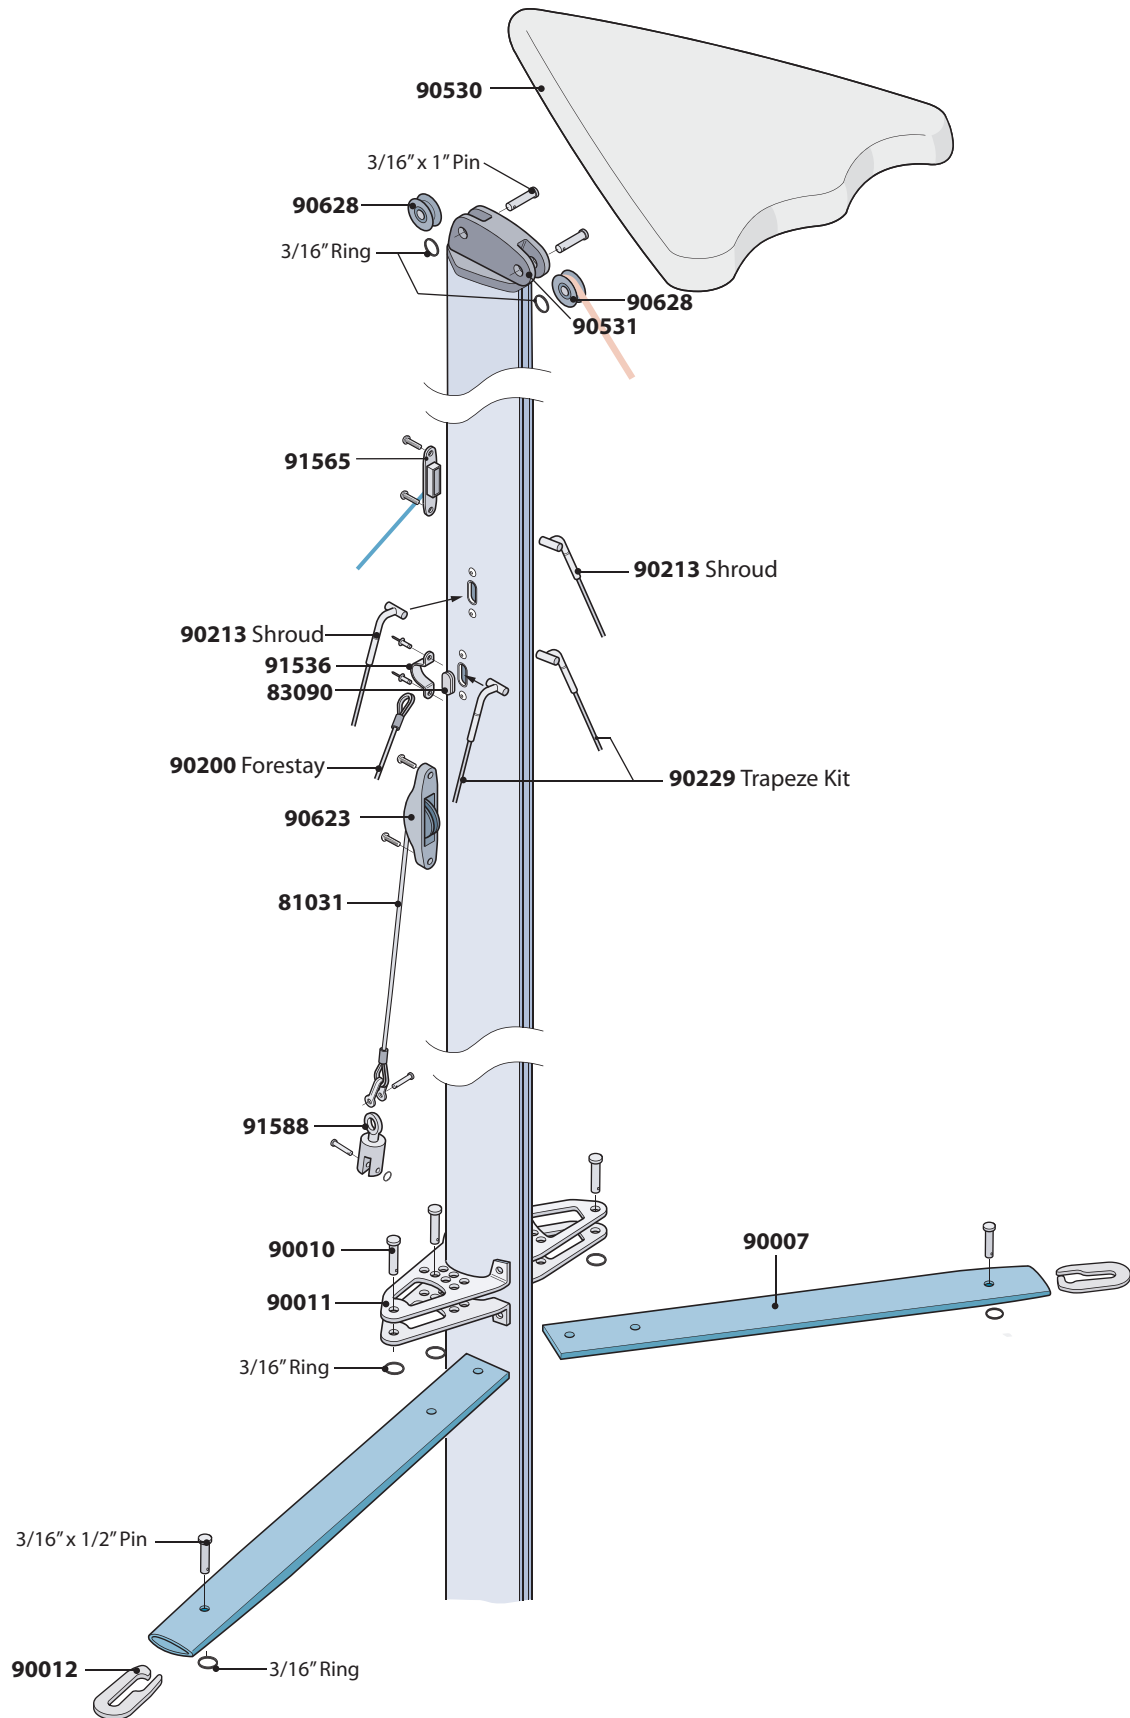 90530
3/16” x 1” Pin
90628
3/16” Ring
90628
90531
91565
90213 Shroud
90213 Shroud
91536
83090
90200 Forestay
90229 Trapeze Kit
90623
81031
91588
90010
90007
90011
3/16” Ring
3/16” x 1/2” Pin
90012
3/16” Ring